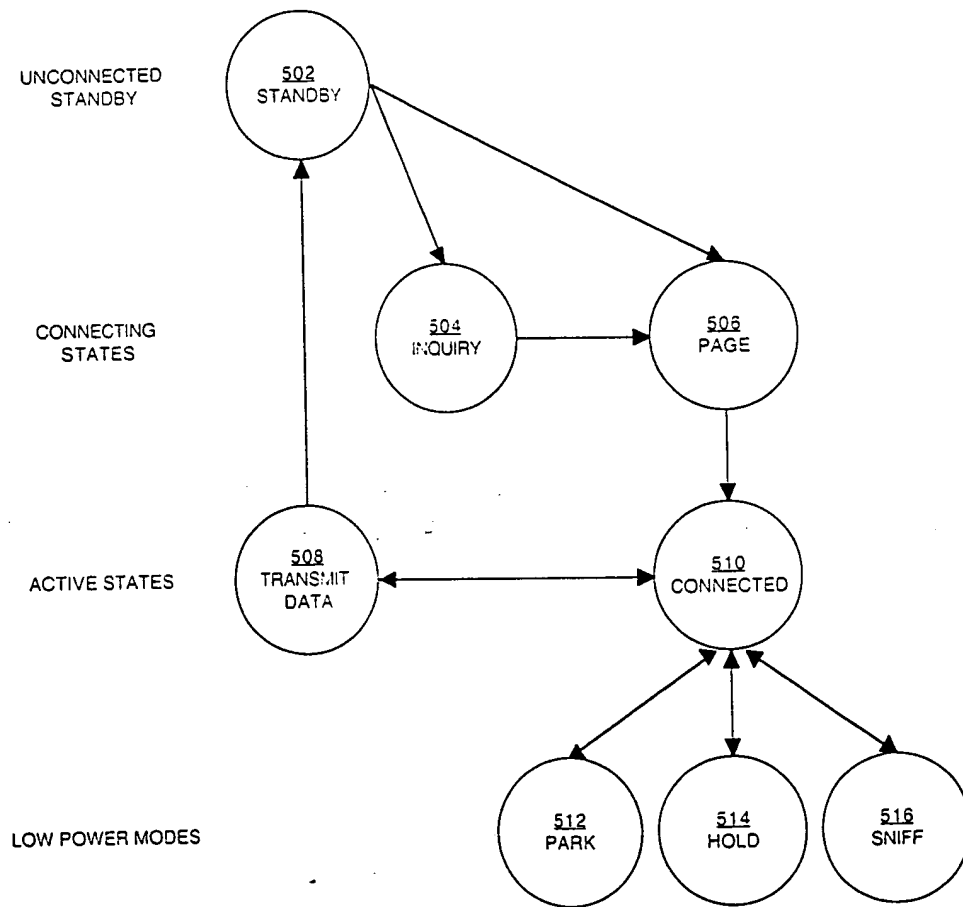 UNCONNECTED
STANDBY
502
STANDBY
CONNECTING
STATES
504
INQUIRY
506
PAGE
ACTIVE STATES
508
TRANSMIT
DATA
510
CONNECTED
LOW POWER MODES
512
PARK
514
HOLD
516
SNIFF